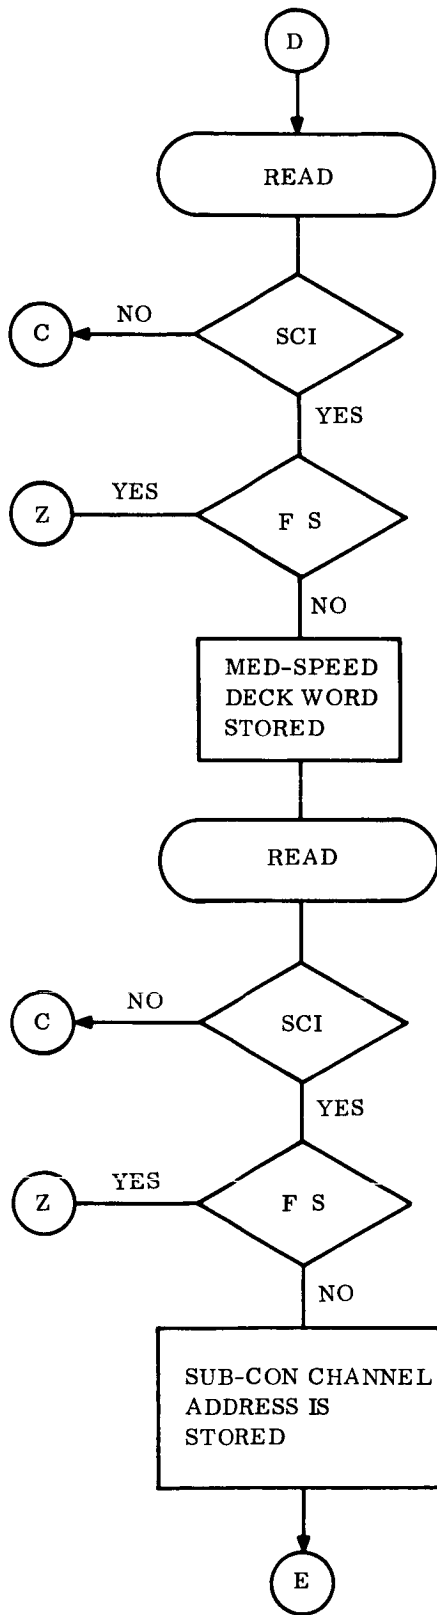 D
READ
SCI
NO
C
YES
F S
YES
Z
NO
MED-SPEED
DECK WORD
STORED
READ
SCI
NO
C
YES
F S
YES
Z
NO
SUB-CON CHANNEL
ADDRESS IS
STORED
E